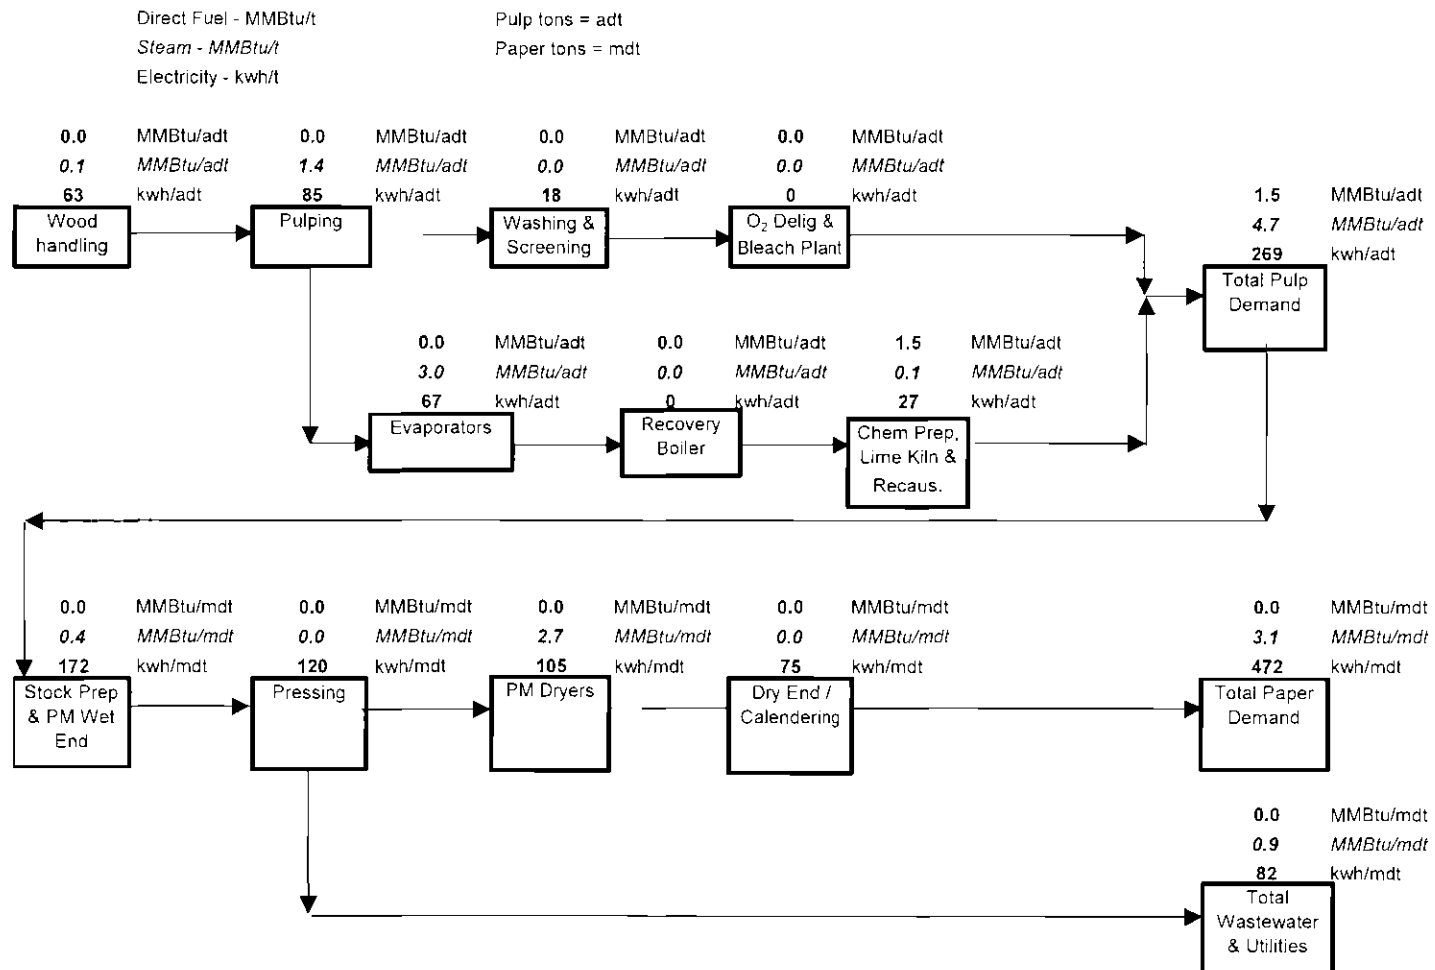 Direct Fuel - MMBtu/t Pulp tons = adt
Steam - MMBtu/t Paper tons = mdt
Electricity - kwh/t
0.0 MMBtu/adt 0.0 MMBtu/adt 0.0 MMBtu/adt 0.0 MMBtu/adt
0.1 MMBtu/adt 1.4 MMBtu/adt 0.0 MMBtu/adt 0.0 MMBtu/adt
63 kwh/adt 85 kwh/adt 18 kwh/adt 0 kwh/adt
Wood
handling
Pulping
Washing &
Screening
O₂ Delig &
Bleach Plant
1.5 MMBtu/adt
4.7 MMBtu/adt
269 kwh/adt
Total Pulp
Demand
0.0 MMBtu/adt 0.0 MMBtu/adt 1.5 MMBtu/adt
3.0 MMBtu/adt 0.0 MMBtu/adt 0.1 MMBtu/adt
67 kwh/adt 0 kwh/adt 27 kwh/adt
Evaporators
Recovery
Boiler
Chem Prep,
Lime Kiln &
Recaus.
0.0 MMBtu/mdt 0.0 MMBtu/mdt 0.0 MMBtu/mdt 0.0 MMBtu/mdt 0.0 MMBtu/mdt
0.4 MMBtu/mdt 0.0 MMBtu/mdt 2.7 MMBtu/mdt 0.0 MMBtu/mdt 3.1 MMBtu/mdt
172 kwh/mdt 120 kwh/mdt 105 kwh/mdt 75 kwh/mdt 472 kwh/mdt
Stock Prep
& PM Wet
End
Pressing
PM Dryers
Dry End /
Calendering
Total Paper
Demand
0.0 MMBtu/mdt
0.9 MMBtu/mdt
82 kwh/mdt
Total
Wastewater
& Utilities